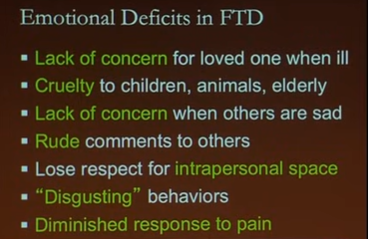 Emotional Deficits in FTD
▪ Lack of concern for loved one when ill
▪ Cruelty to children, animals, elderly
▪ Lack of concern when others are sad
▪ Rude comments to others
▪ Lose respect for intrapersonal space
▪ “Disgusting” behaviors
▪ Diminished response to pain